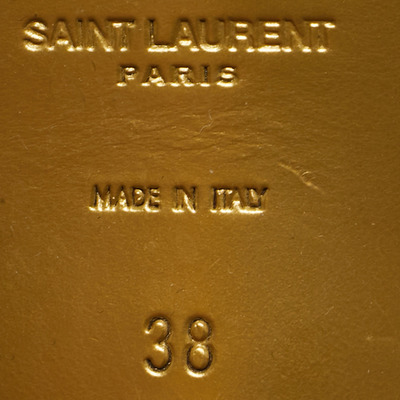 SAINT LAURENT
PARIS
MADE IN ITALY
38